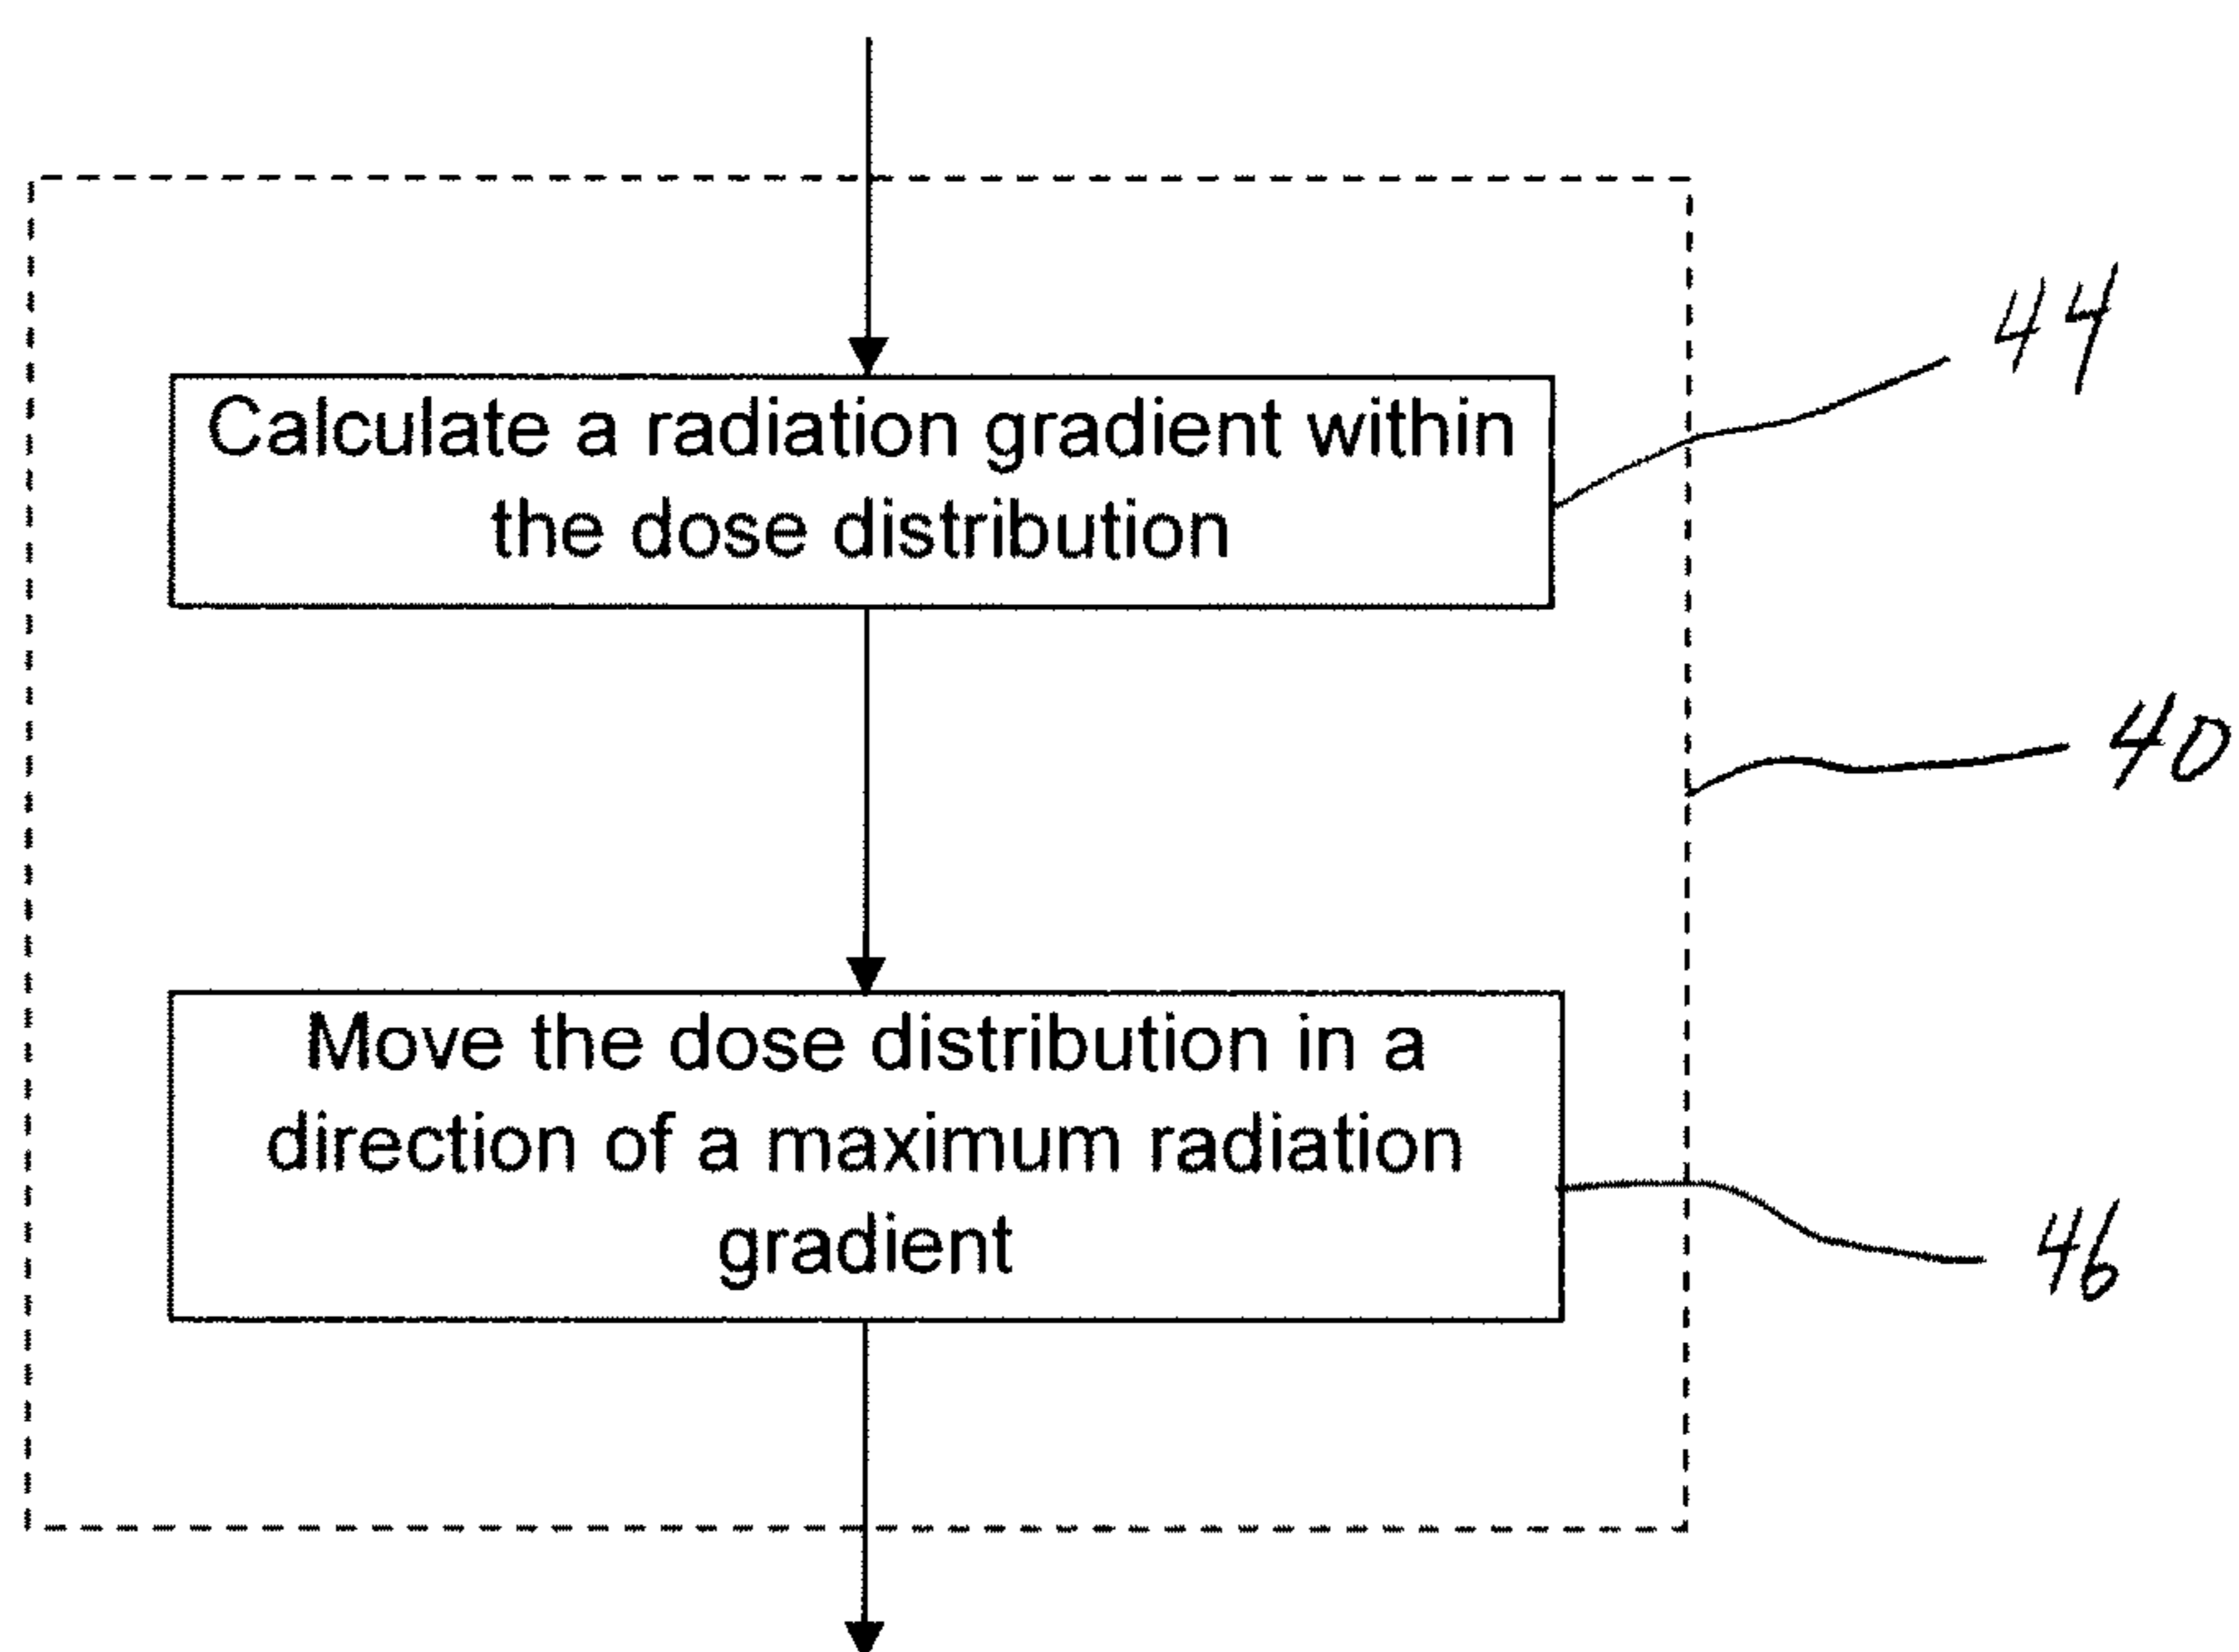 44
Calculate a radiation gradient within
the dose distribution
40
Move the dose distribution in a
direction of a maximum radiation
gradient
46